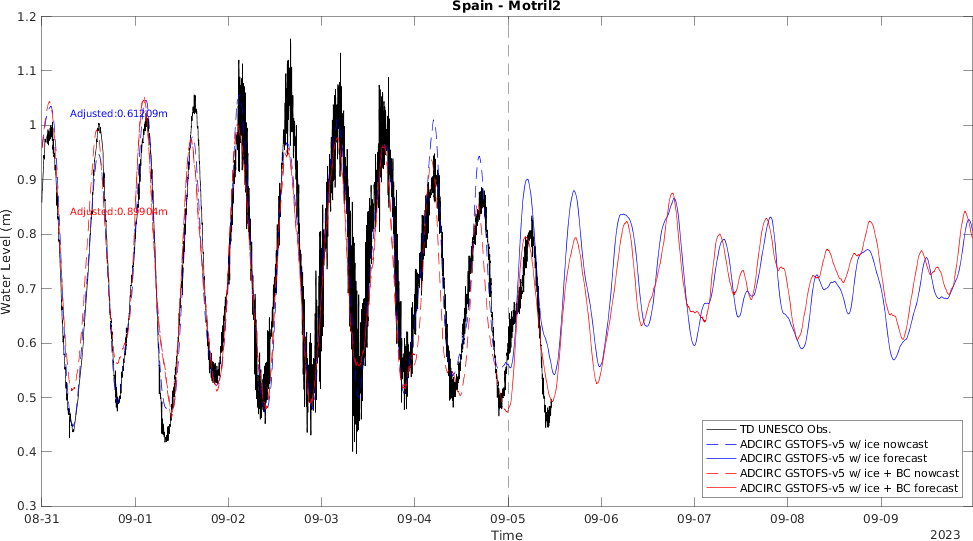 Spain - Motril2
1.2
1.1
1
0.9
0.8
0.7
0.6
0.5
0.4
0.3
Water Level (m)
Adjusted:0.61209m
Adjusted:0.89904m
TD UNESCO Obs.
ADCIRC GSTOFS-v5 w/ ice nowcast
ADCIRC GSTOFS-v5 w/ ice forecast
ADCIRC GSTOFS-v5 w/ ice + BC nowcast
ADCIRC GSTOFS-v5 w/ ice + BC forecast
08-31 09-01 09-02 09-03 09-04 09-05 09-06 09-07 09-08 09-09
Time
2023